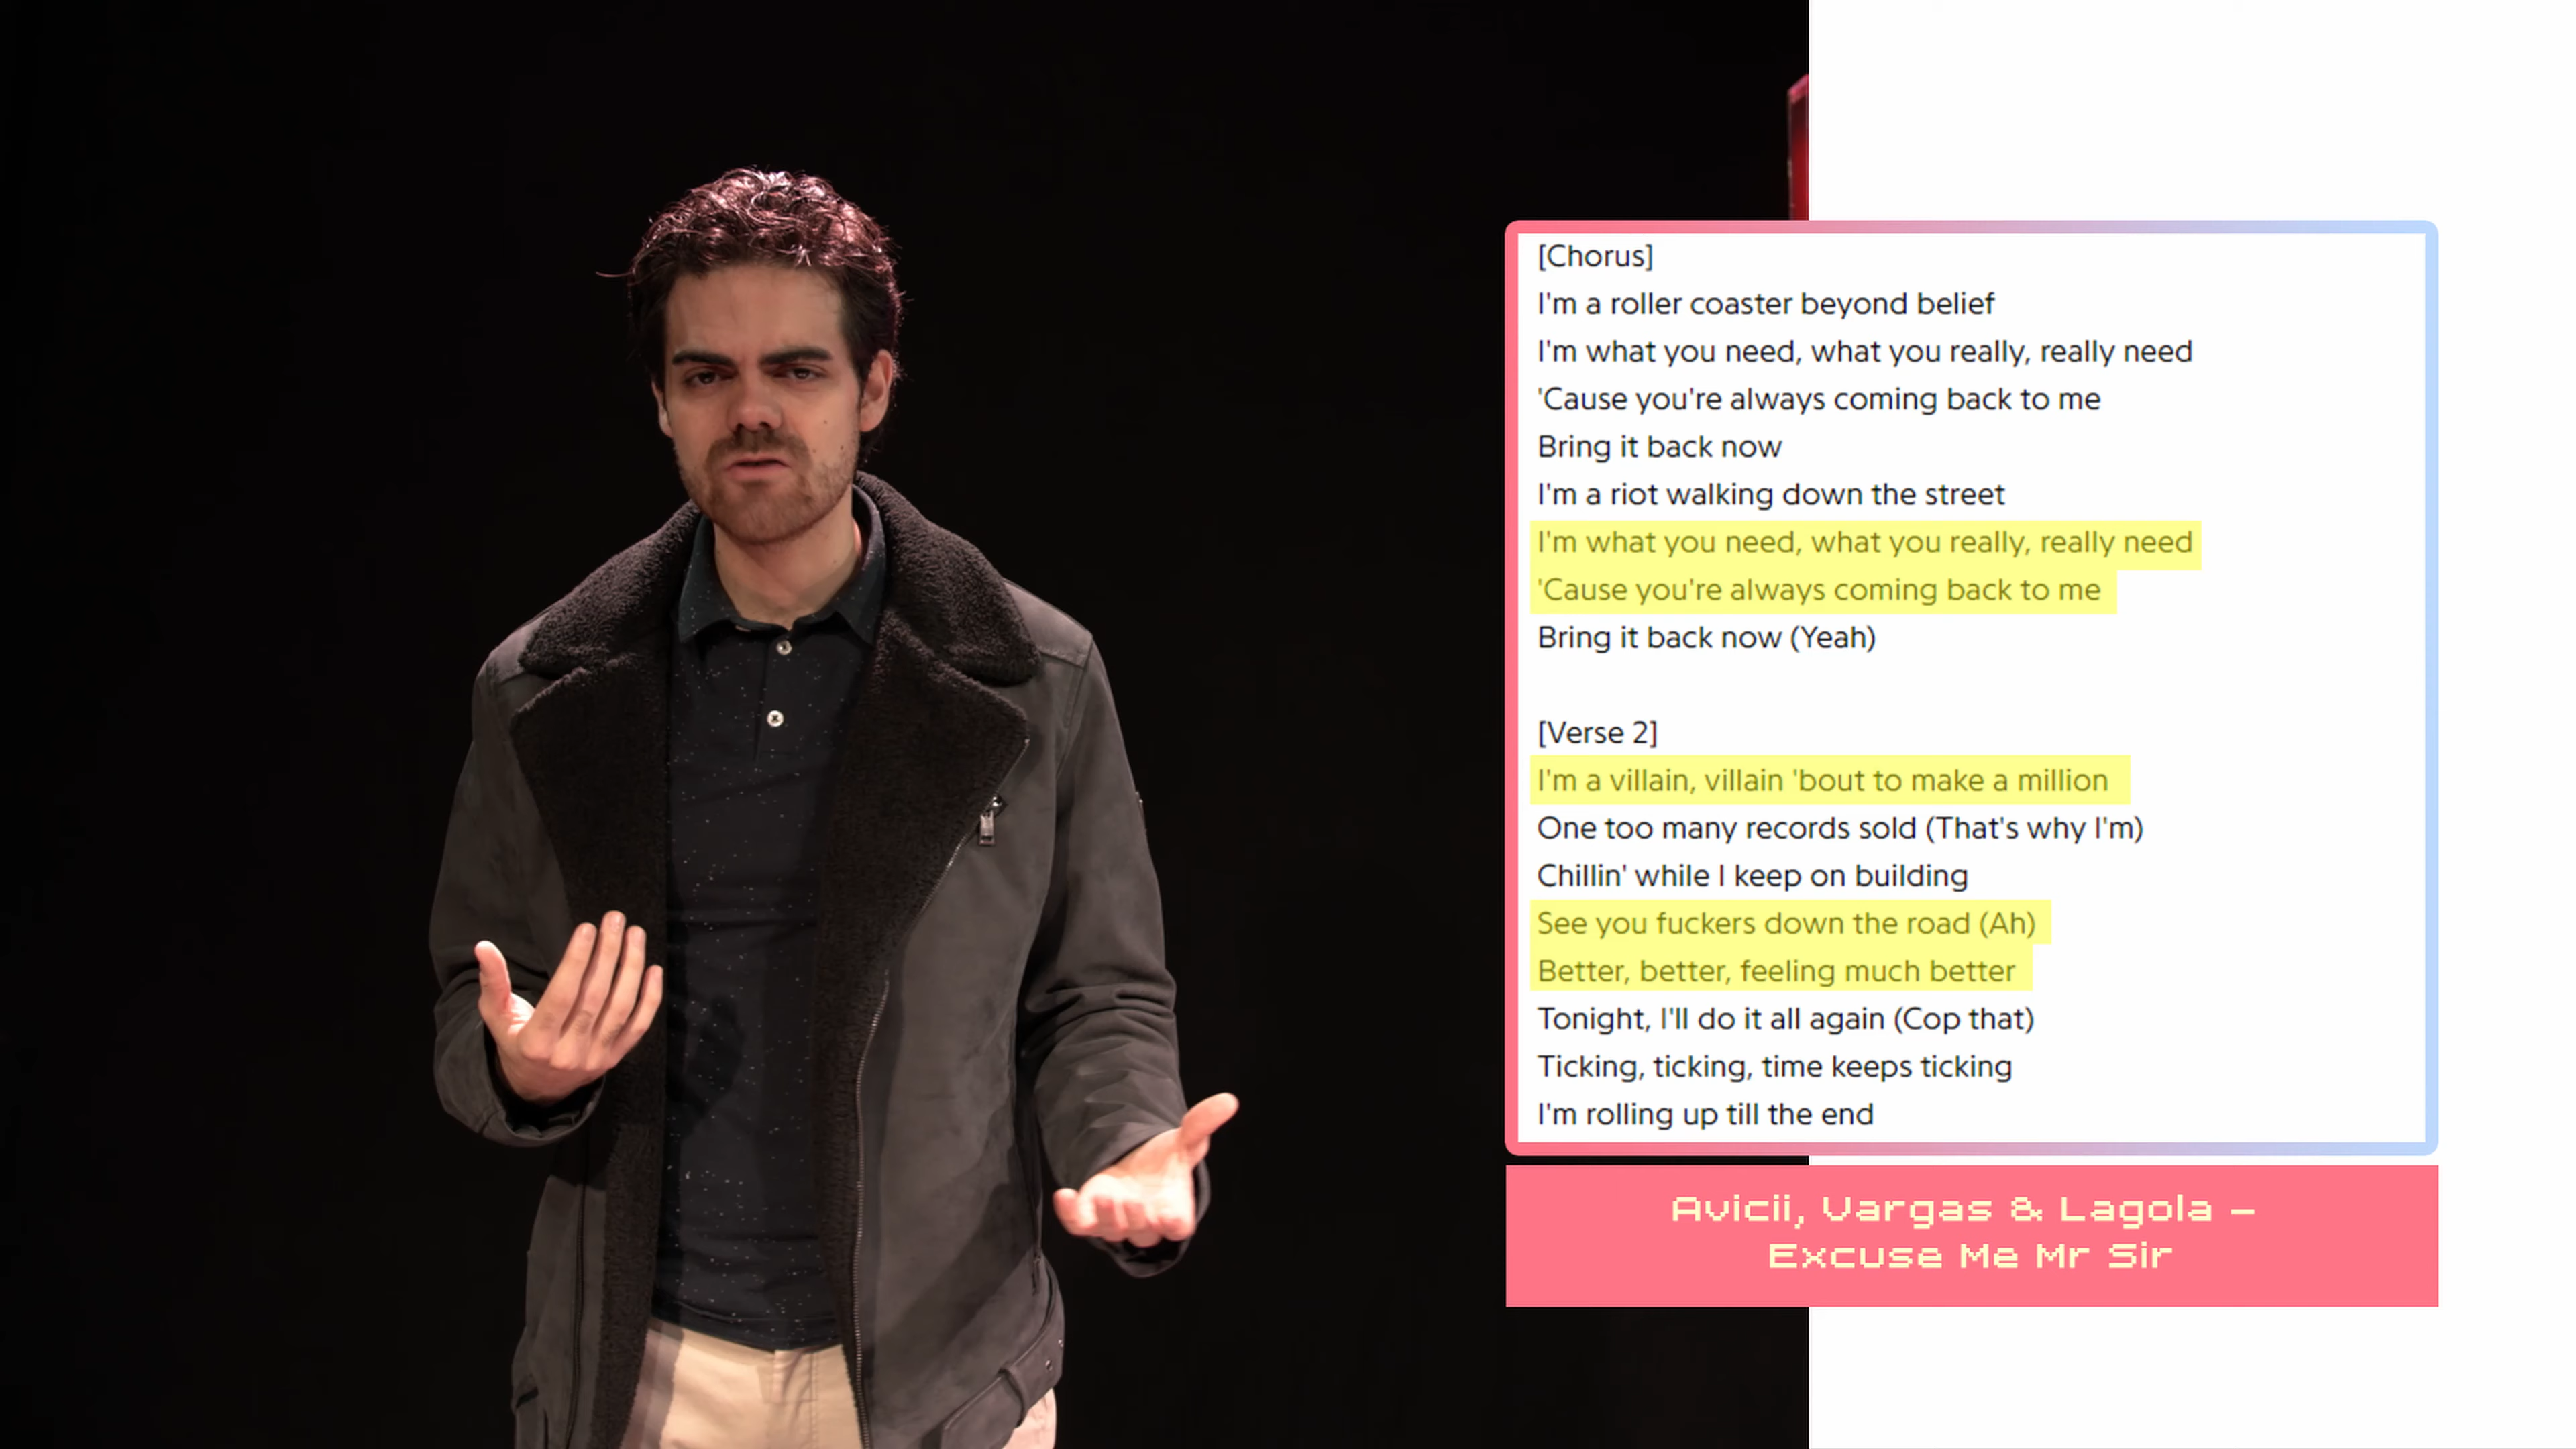 [Chorus]
I'm a roller coaster beyond belief
I'm what you need, what you really, really need
'Cause you're always coming back to me
Bring it back now
I'm a riot walking down the street
I'm what you need, what you really, really need
'Cause you're always coming back to me
Bring it back now (Yeah)
[Verse 2]
I'm a villain, villain 'bout to make a million
One too many records sold (That's why I'm)
Chillin' while I keep on building
See you fuckers down the road (Ah)
Better, better, feeling much better
Tonight, I'll do it all again (Cop that)
Ticking, ticking, time keeps ticking
I'm rolling up till the end
Avicii, Vargas & Lagola –
Excuse Me Mr Sir